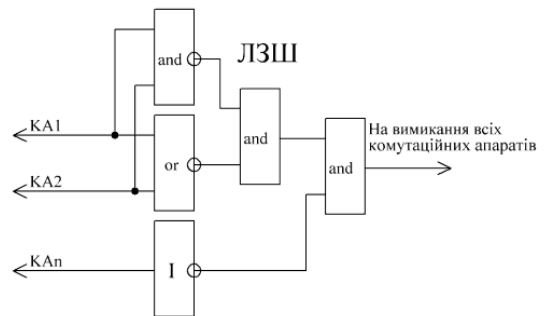 and
ЛЗШ
KA1
and
На вимикання всіх
комутаційних апаратів
or
and
KA2
KAn
I